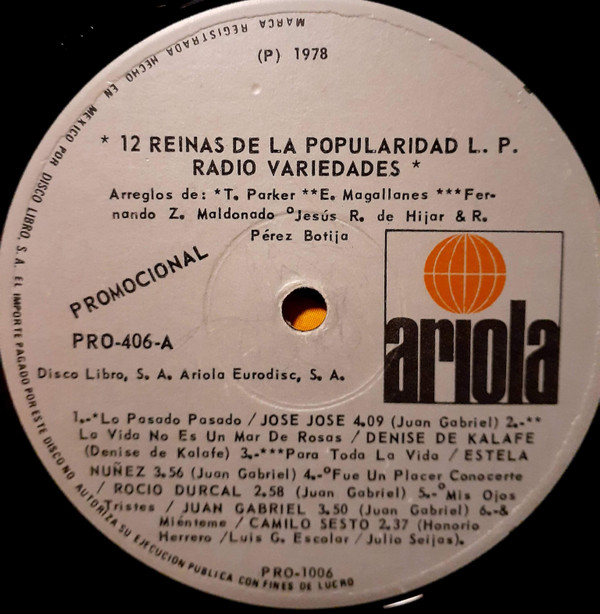 (P) 1978
* 12 REINAS DE LA POPULARIDAD L. P.
RADIO VARIEDADES *
Arreglos de: *T. Parker **E. Magallanes ***Fer-
nando Z. Maldonado ºJesús R. de Hijar & R.
Pérez Botija
PROMOCIONAL
PRO-406-A
ariola
Disco Libro, S. A. Ariola Eurodisc, S. A.
1.-*Lo Pasado Pasado / JOSE JOSE 4.09 (Juan Gabriel) 2.-**
La Vida No Es Un Mar De Rosas / DENISE DE KALAFE
(Denise de Kalafe) 3.-***Para Toda La Vida / ESTELA
NUÑEZ 3.56 (Juan Gabriel) 4.-ºFue Un Placer Conocerte
/ ROCIO DURCAL 2.58 (Juan Gabriel) 5.-ºMis Ojos
Tristes / JUAN GABRIEL 3.50 (Juan Gabriel) 6.-&
Miénteme / CAMILO SESTO 2.37 (Honorio
Herrero /Luis G. Escolar / Julio Seijas).
PRO-1006
MARCA REGISTRADA HECHO EN MEXICO POR DISCO LIBRO, S. A. EL IMPORTE PAGADO POR ESTE DISCO NO AUTORIZA SU EJECUCION PUBLICA CON FINES DE LUCRO